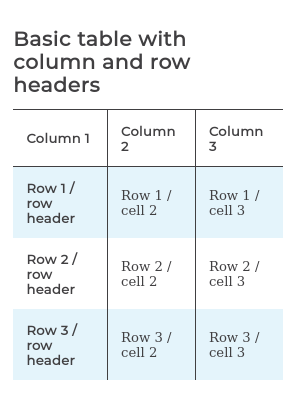 Basic table with
column and row
headers
Column 1
Column
2
Column
3
Row 1 /
row
header
Row 1 /
cell 2
Row 1 /
cell 3
Row 2 /
row
header
Row 2 /
cell 2
Row 2 /
cell 3
Row 3 /
row
header
Row 3 /
cell 2
Row 3 /
cell 3